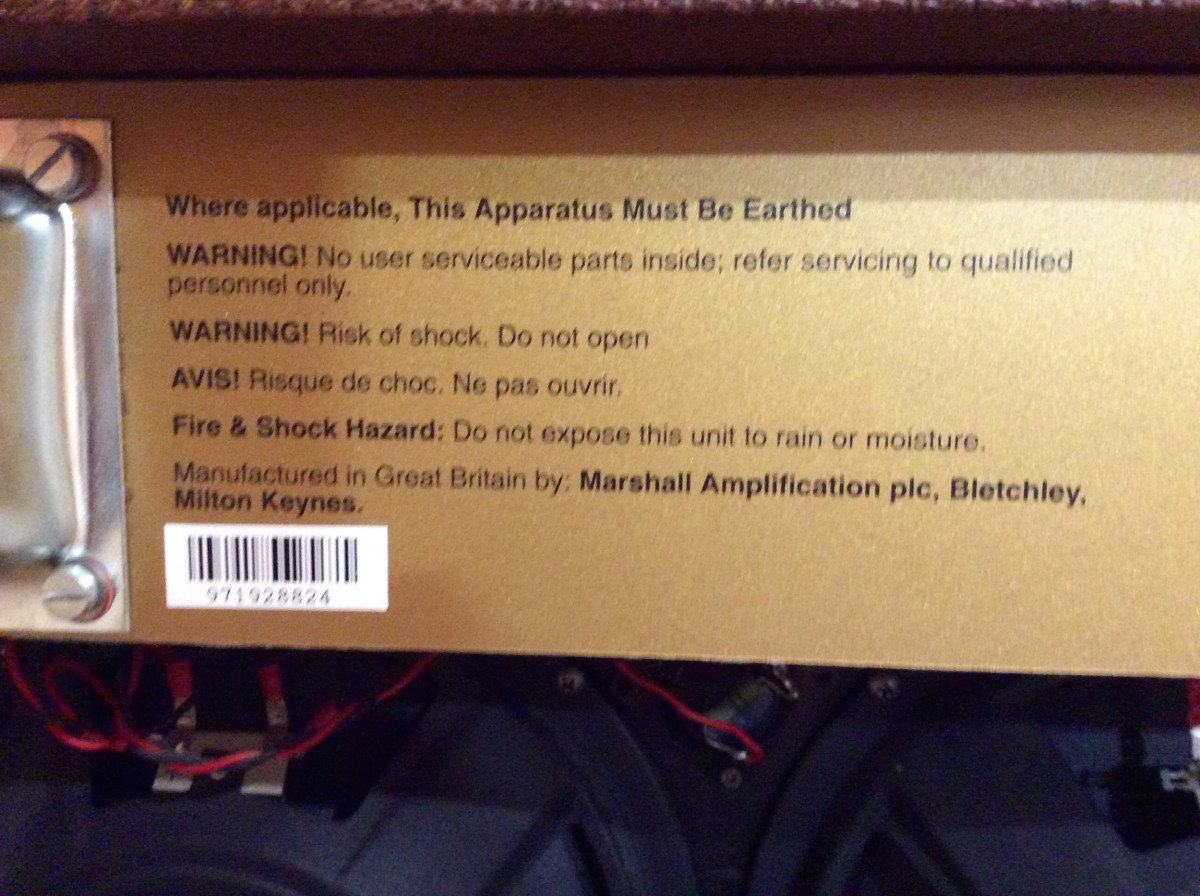 Where applicable, This Apparatus Must Be Earthed
WARNING! No user serviceable parts inside; refer servicing to qualified
personnel only.
WARNING! Risk of shock. Do not open
AVIS! Risque de choc. Ne pas ouvrir.
Fire & Shock Hazard: Do not expose this unit to rain or moisture.
Manufactured in Great Britain by: Marshall Amplification plc, Bletchley,
Milton Keynes.
971928824